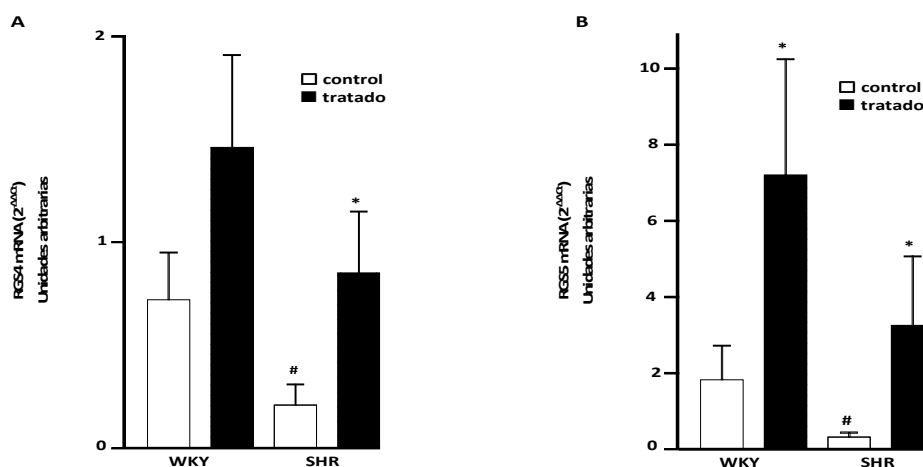 A
2
1
0
RGS4 mRNA (2^-ΔΔCt)
Unidades arbitrarias
control
tratado
#
*
WKY
SHR
B
10
8
6
4
2
0
RGS5 mRNA (2^-ΔΔCt)
Unidades arbitrarias
control
tratado
*
#
*
WKY
SHR